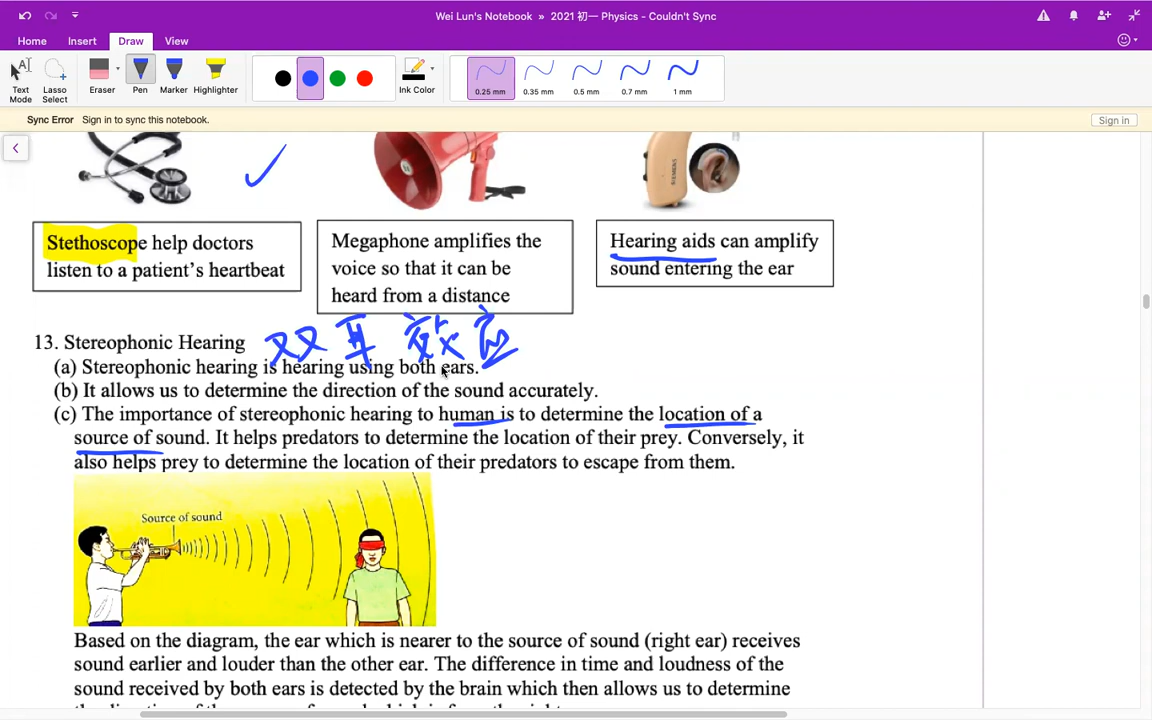 Wei Lun's Notebook » 2021 初一 Physics - Couldn't Sync
Home Insert Draw View
Text Mode
Lasso Select
Eraser
Pen
Marker
Highlighter
Ink Color
0.25 mm
0.35 mm
0.5 mm
0.7 mm
1 mm
Sync Error Sign in to sync this notebook.
Sign in
SIEMENS
Stethoscope help doctors
listen to a patient's heartbeat
Megaphone amplifies the
voice so that it can be
heard from a distance
Hearing aids can amplify
sound entering the ear
13. Stereophonic Hearing 双耳效应
(a) Stereophonic hearing is hearing using both ears.
(b) It allows us to determine the direction of the sound accurately.
(c) The importance of stereophonic hearing to human is to determine the location of a
source of sound. It helps predators to determine the location of their prey. Conversely, it
also helps prey to determine the location of their predators to escape from them.
Source of sound
Based on the diagram, the ear which is nearer to the source of sound (right ear) receives
sound earlier and louder than the other ear. The difference in time and loudness of the
sound received by both ears is detected by the brain which then allows us to determine